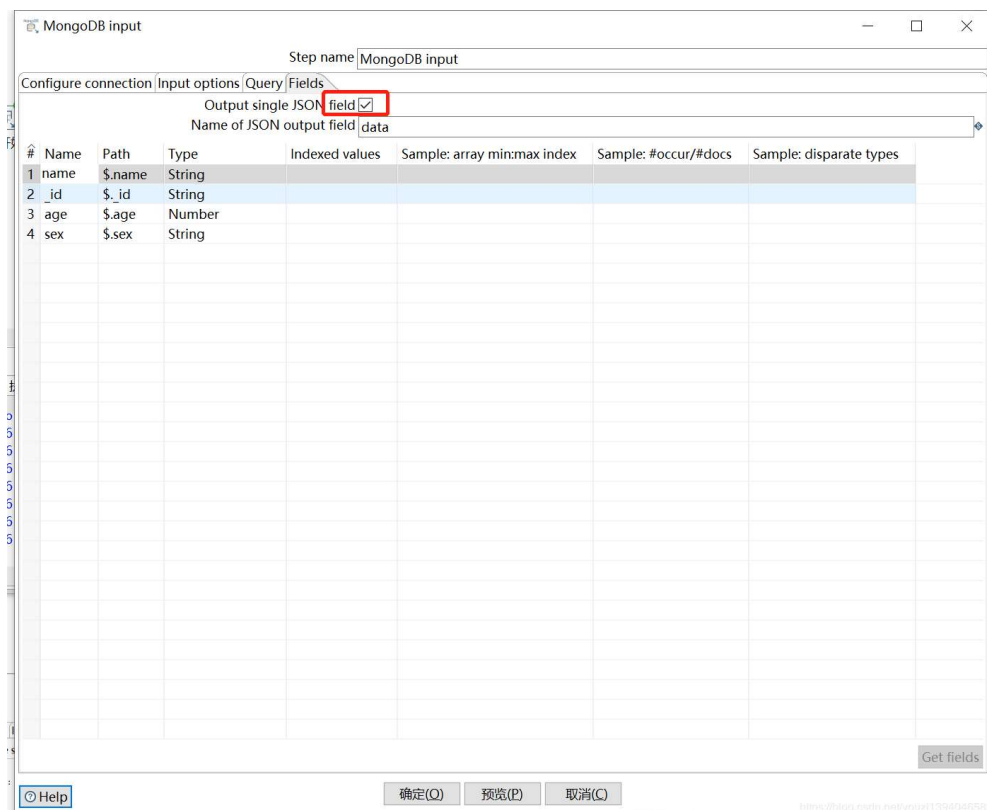 MongoDB input
Step name MongoDB input
Configure connection Input options Query Fields
Output single JSON field
Name of JSON output field data
# Name Path Type Indexed values Sample: array min:max index Sample: #occur/#docs Sample: disparate types
1 name $.name String
2 _id $._id String
3 age $.age Number
4 sex $.sex String
Get fields
Help 确定(O) 预览(P) 取消(C)